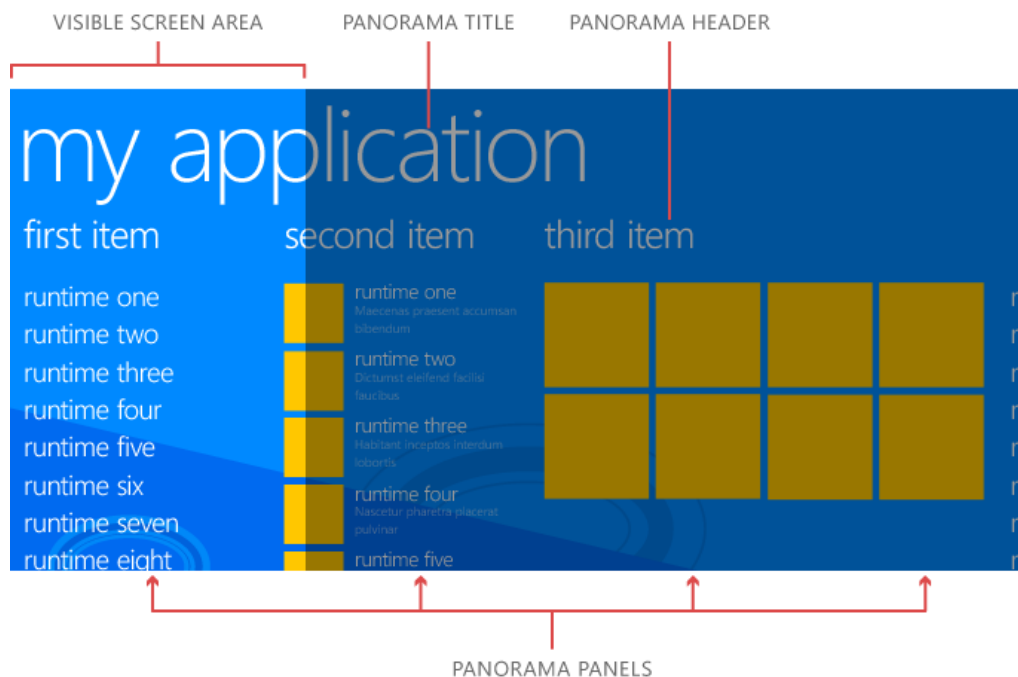 VISIBLE SCREEN AREA
PANORAMA TITLE
PANORAMA HEADER
my application
first item
second item
third item
runtime one
runtime two
runtime three
runtime four
runtime five
runtime six
runtime seven
runtime eight
runtime one
Maecenas praesent accumsan
bibendum
runtime two
Dictumst eleifend facilisi
faucibus
runtime three
Habitant inceptos interdum
lobortis
runtime four
Nascetur pharetra placerat
pulvinar
runtime five
r
r
r
r
r
r
r
r
PANORAMA PANELS